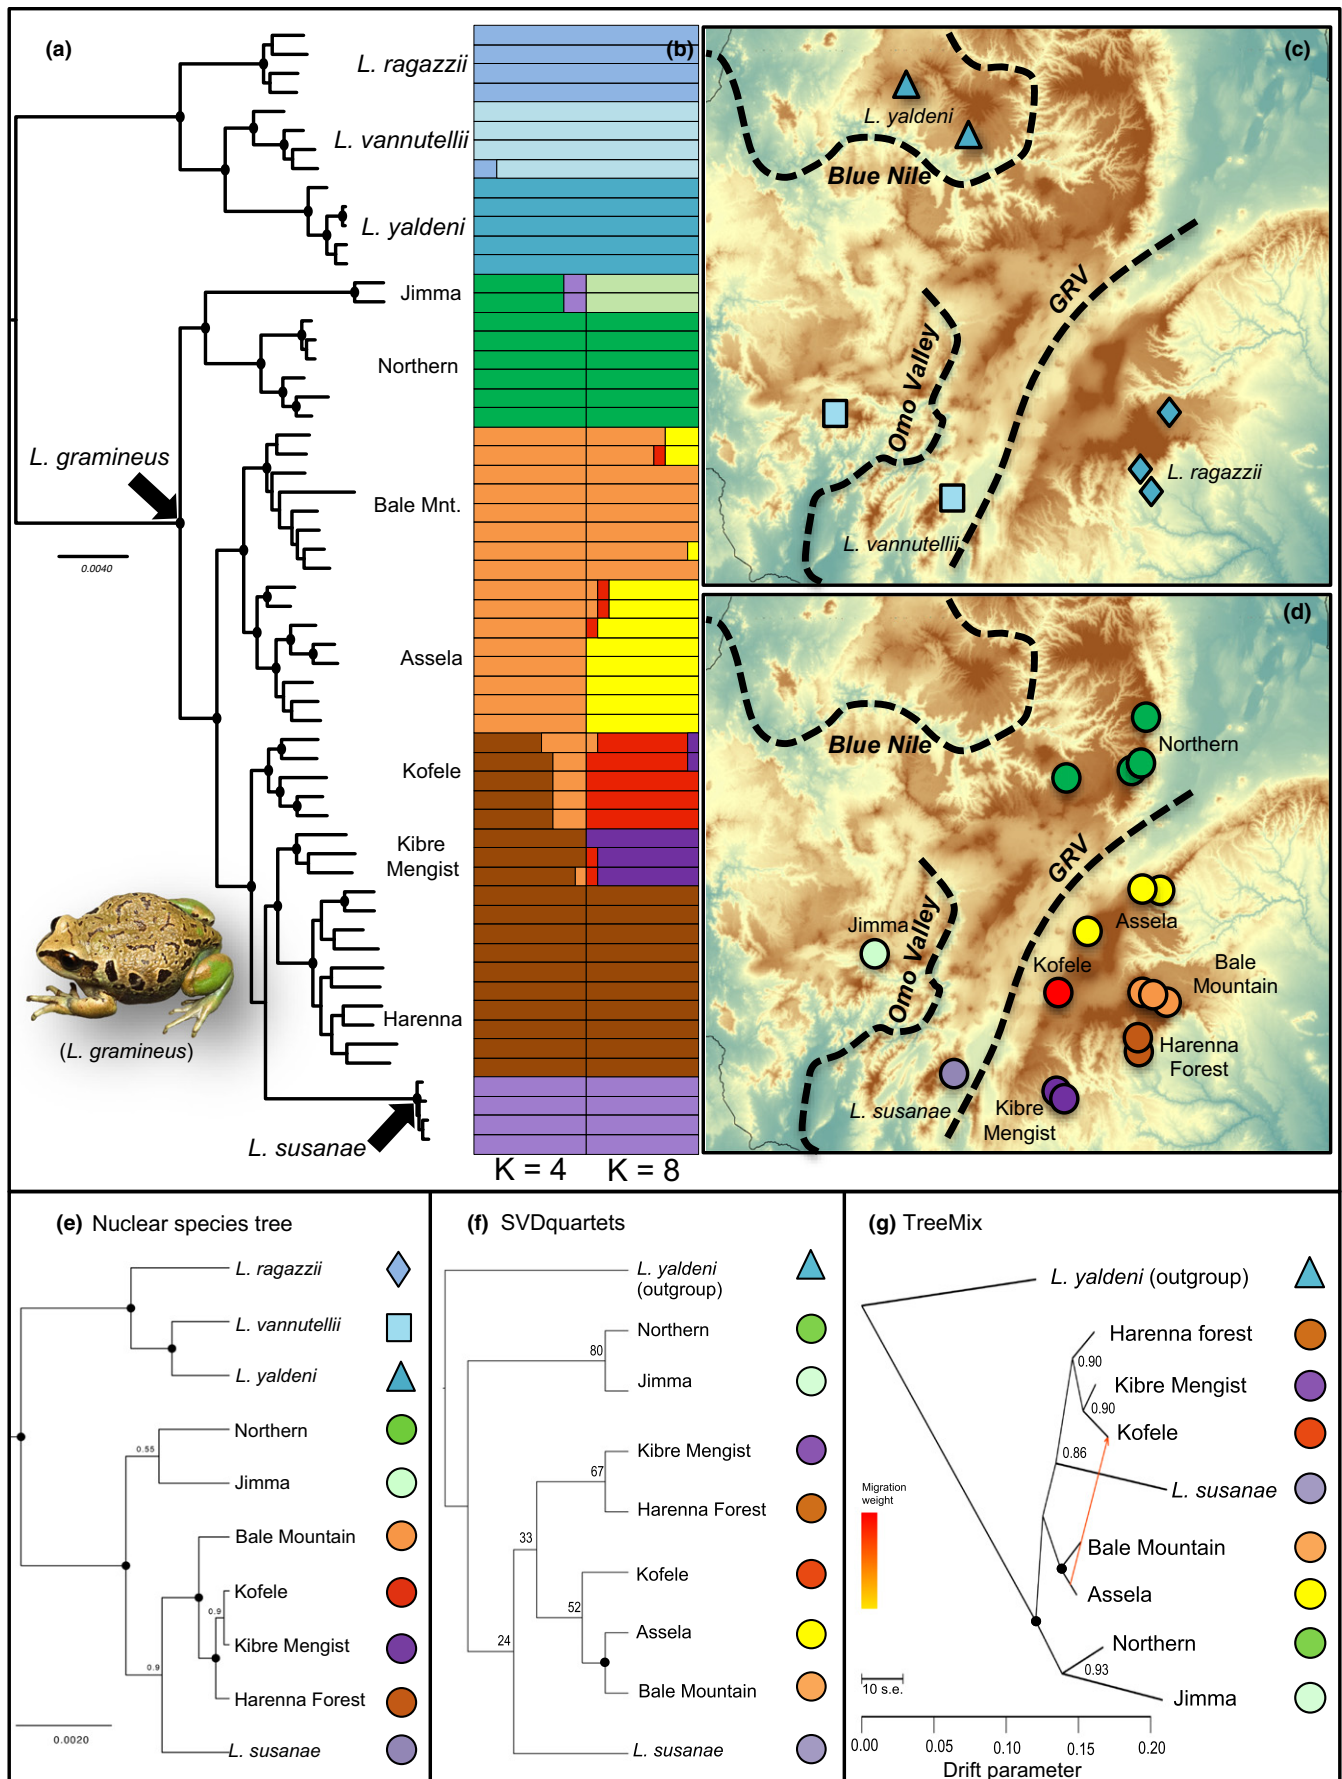 (a)
L. ragazzii
L. vannutellii
L. yaldeni
Jimma
Northern
L. gramineus
Bale Mnt.
0.0040
Assela
Kofele
Kibre
Mengist
Harenna
(L. gramineus)
L. susanae
(b)
K = 4
K = 8
(c)
L. yaldeni
Blue Nile
GRV
Omo Valley
L. ragazzii
L. vannutellii
(d)
Blue Nile
Northern
GRV
Assela
Jimma
Omo Valley
Kofele
Bale
Mountain
Harenna
Forest
L. susanae
Kibre
Mengist
(e) Nuclear species tree
L. ragazzii
L. vannutellii
L. yaldeni
Northern
0.55
Jimma
Bale Mountain
Kofele
0.9
Kibre Mengist
0.9
Harenna Forest
0.0020
L. susanae
(f) SVDquartets
L. yaldeni
(outgroup)
Northern
80
Jimma
Kibre Mengist
67
Harenna Forest
33
Kofele
52
Assela
24
Bale Mountain
L. susanae
(g) TreeMix
L. yaldeni (outgroup)
Harenna forest
0.90
Kibre Mengist
0.90
Kofele
0.86
L. susanae
Migration
weight
Bale Mountain
Assela
Northern
0.93
10 s.e.
Jimma
0.00
0.05
0.10
0.15
0.20
Drift parameter